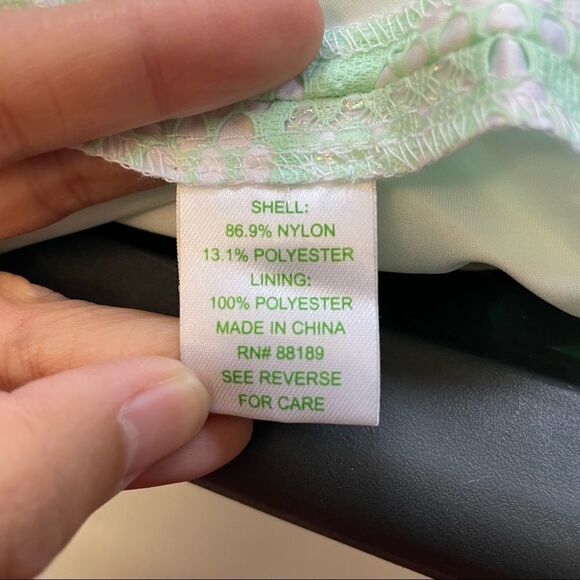 SHELL:
86.9% NYLON
13.1% POLYESTER
LINING:
100% POLYESTER
MADE IN CHINA
RN# 88189
SEE REVERSE
FOR CARE